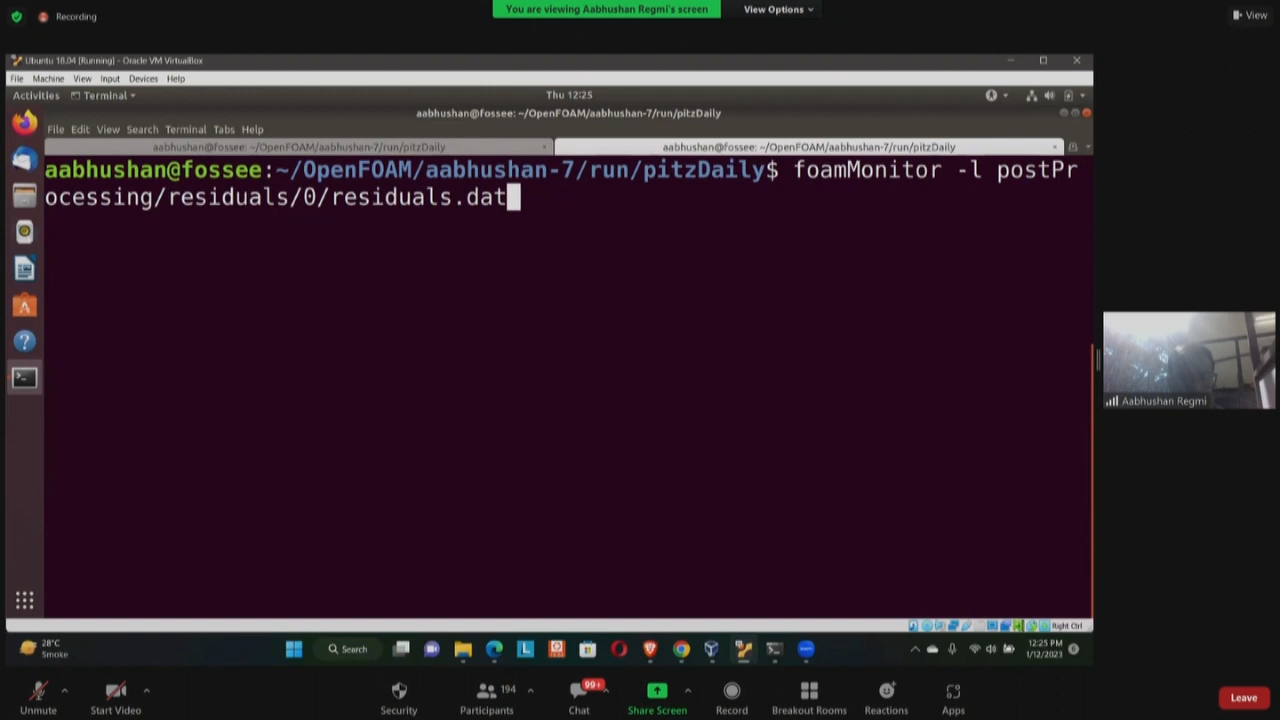 Recording
You are viewing Aabhushan Regmi's screen
View Options
View
Ubuntu 18.04 [Running] - Oracle VM VirtualBox
File Machine View Input Devices Help
Activities Terminal Thu 12:25
aabhushan@fossee: ~/OpenFOAM/aabhushan-7/run/pitzDaily
File Edit View Search Terminal Tabs Help
aabhushan@fossee: ~/OpenFOAM/aabhushan-7/run/pitzDaily × aabhushan@fossee: ~/OpenFOAM/aabhushan-7/run/pitzDaily ×
aabhushan@fossee:~/OpenFOAM/aabhushan-7/run/pitzDaily$ foamMonitor -l postPr
ocessing/residuals/0/residuals.dat
Aabhushan Regmi
Right Ctrl
28°C
Smoke
Search
12:25 PM
1/12/2023
6
194
99+
Unmute Start Video Security Participants Chat Share Screen Record Breakout Rooms Reactions Apps Leave